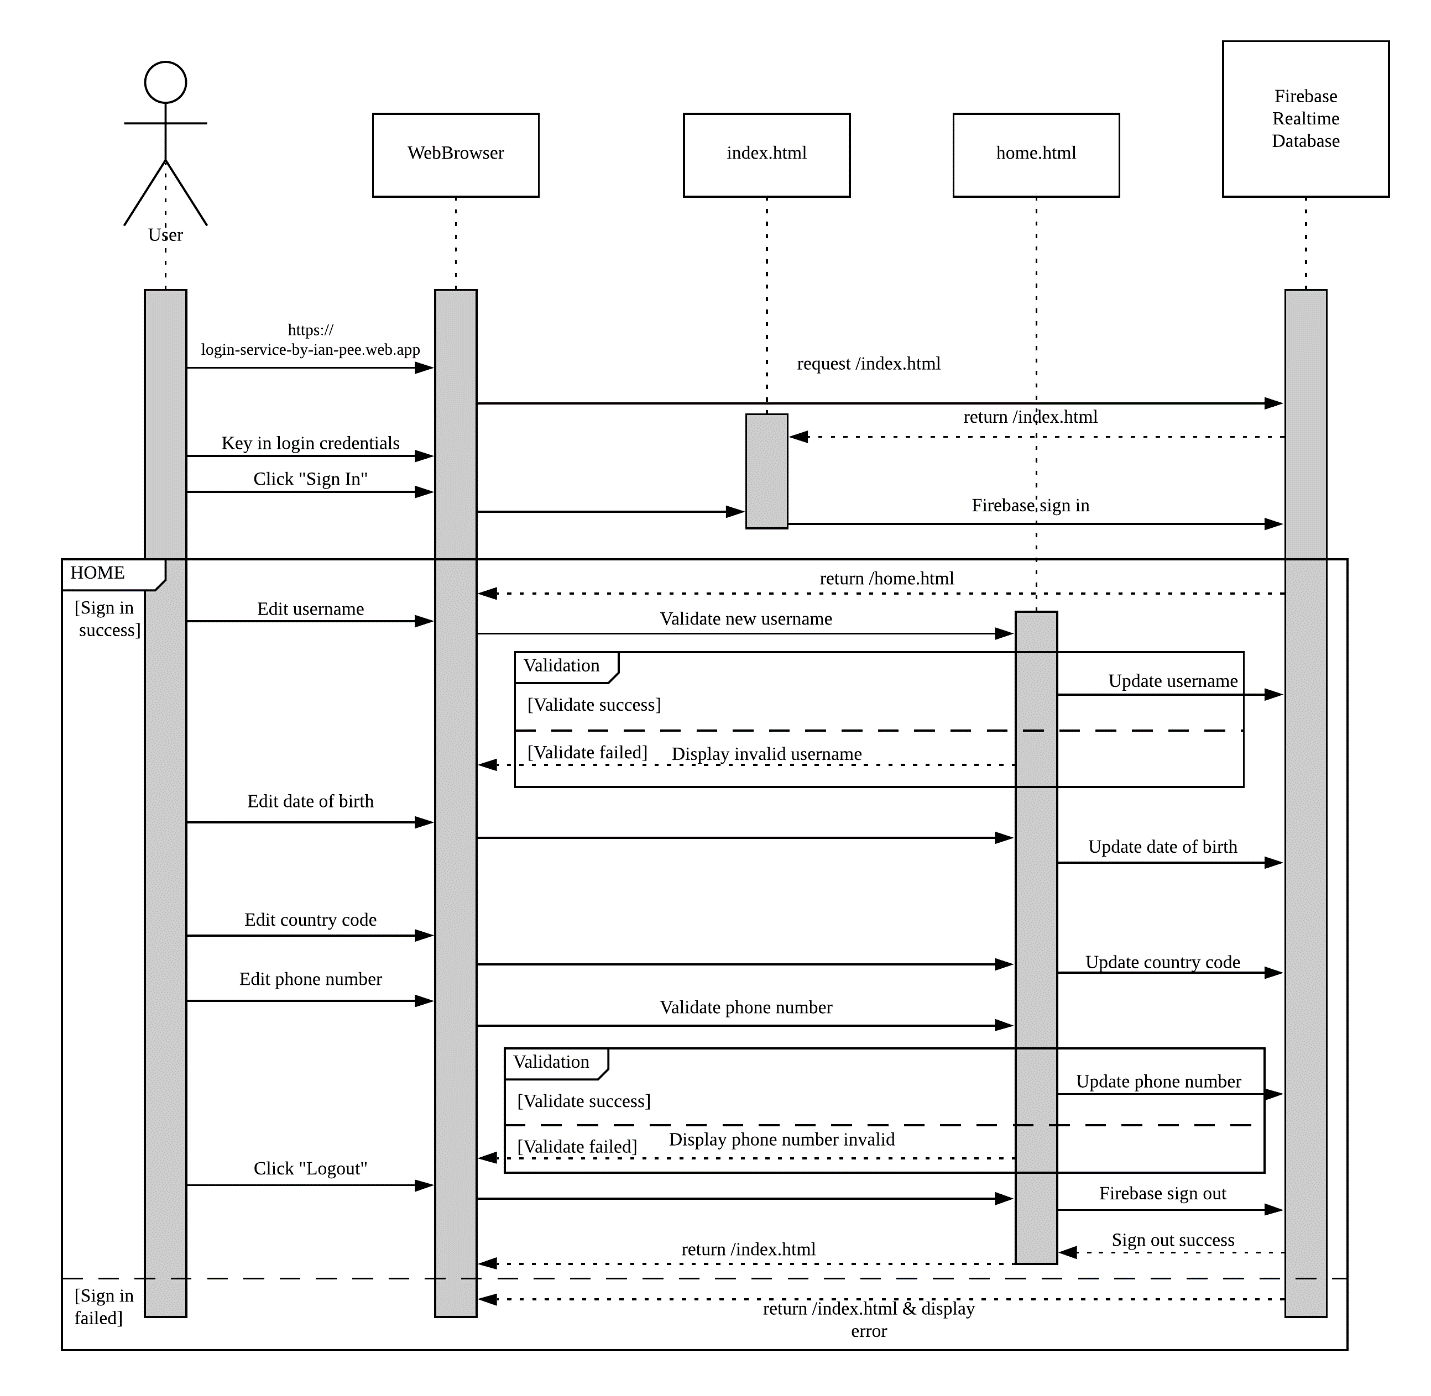 Firebase
Realtime
Database
WebBrowser
index.html
home.html
User
https://
login-service-by-ian-pee.web.app
request /index.html
return /index.html
Key in login credentials
Click "Sign In"
Firebase sign in
HOME
return /home.html
[Sign in
success]
Edit username
Validate new username
Validation
Update username
[Validate success]
[Validate failed]
Display invalid username
Edit date of birth
Update date of birth
Edit country code
Update country code
Edit phone number
Validate phone number
Validation
Update phone number
[Validate success]
[Validate failed]
Display phone number invalid
Click "Logout"
Firebase sign out
Sign out success
return /index.html
[Sign in
failed]
return /index.html & display
error